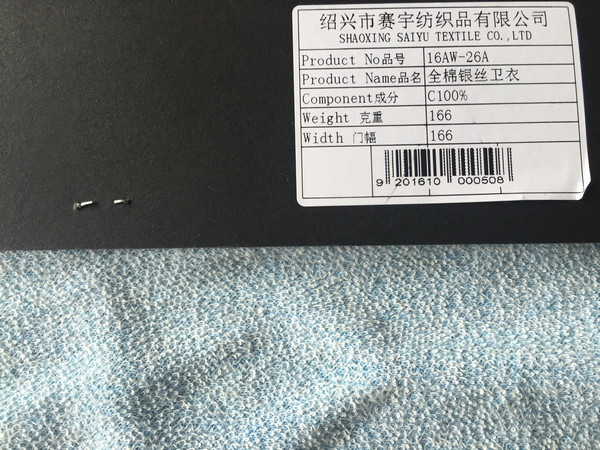 绍兴市赛宇纺织品有限公司
SHAOXING SAIYU TEXTILE CO.,LTD
Product No品号 16AW-26A
Product Name品名 全棉银丝卫衣
Component成分 C100%
Weight 克重 166
Width 门幅 166
9 201610 000508